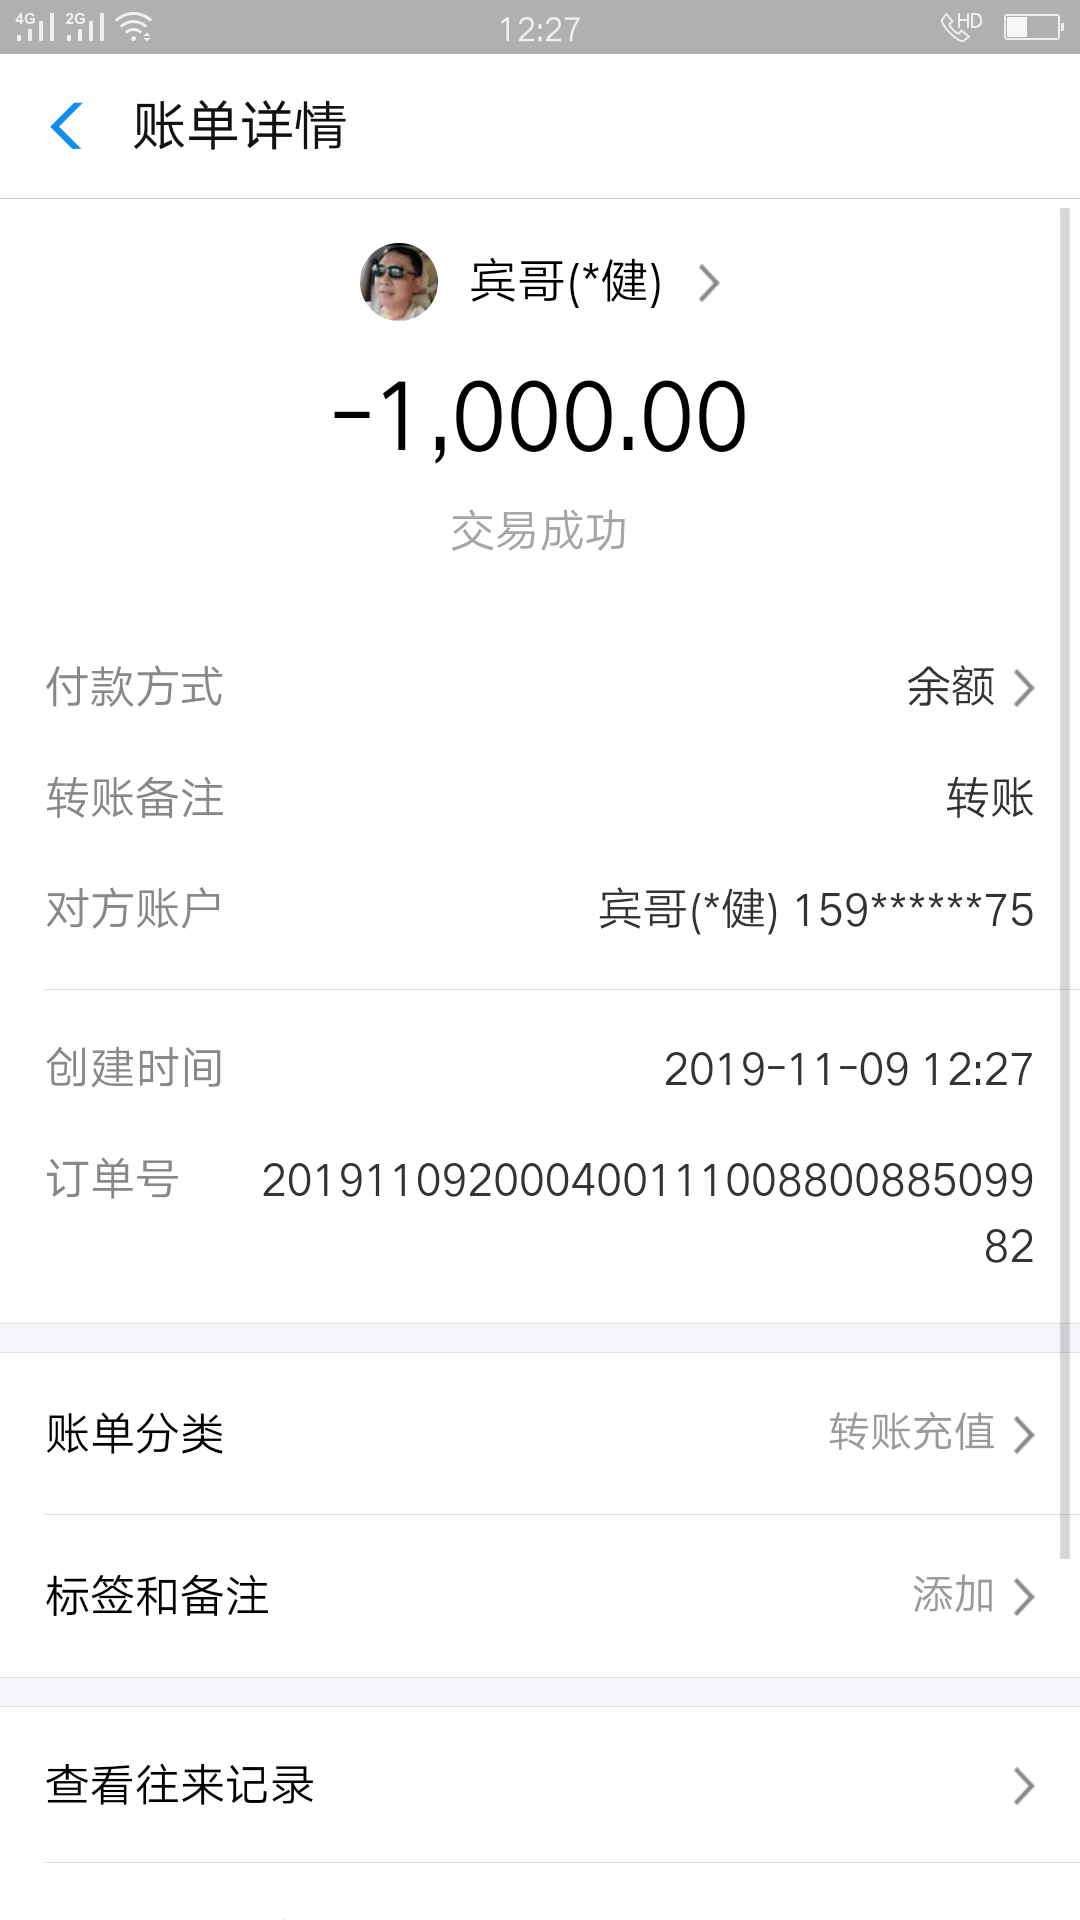 4G 2G 12:27 HD
账单详情
宾哥(*健)
-1,000.00
交易成功
付款方式 余额
转账备注 转账
对方账户 宾哥(*健) 159******75
创建时间 2019-11-09 12:27
订单号 201911092000400111008800885099
82
账单分类 转账充值
标签和备注 添加
查看往来记录